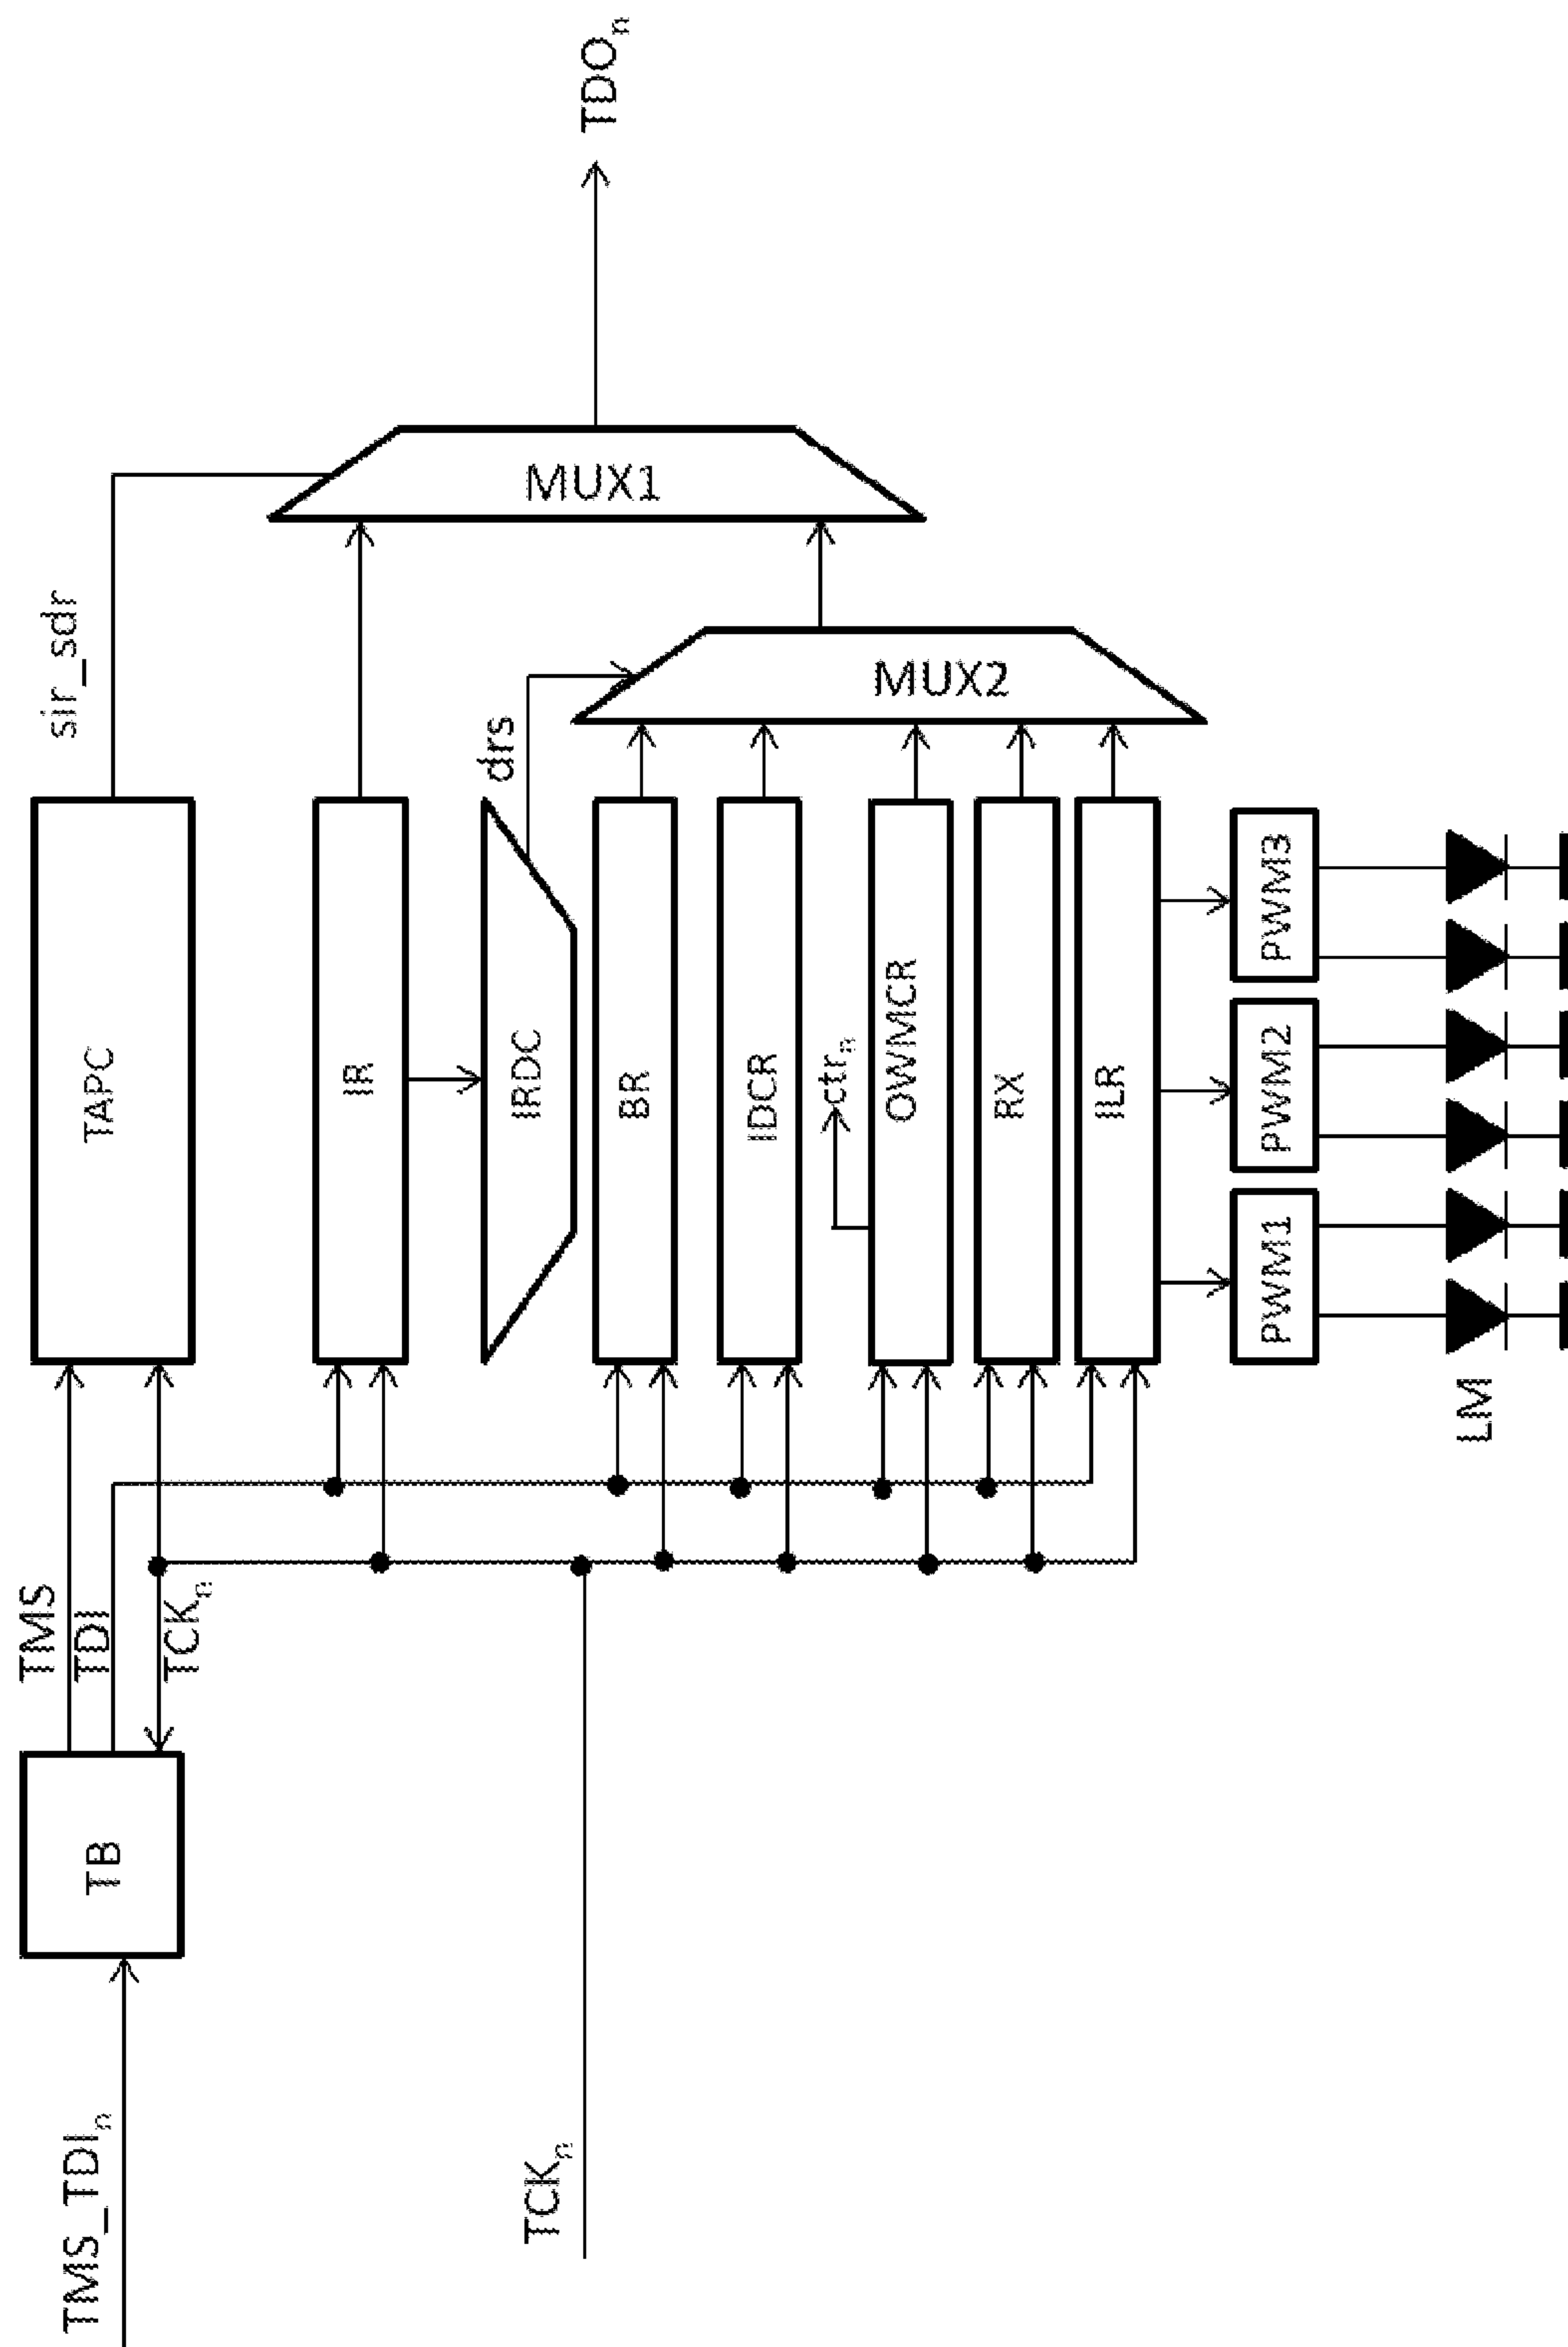 TMS_TDIₙ
TB
TMS
TDI
TCKₙ
TCKₙ
TAPC
sir_sdr
IR
IRDC
drs
BR
IDCR
ctrₙ
OWMCR
RX
ILR
MUX2
MUX1
TDOₙ
PWM1
PWM2
PWM3
LM